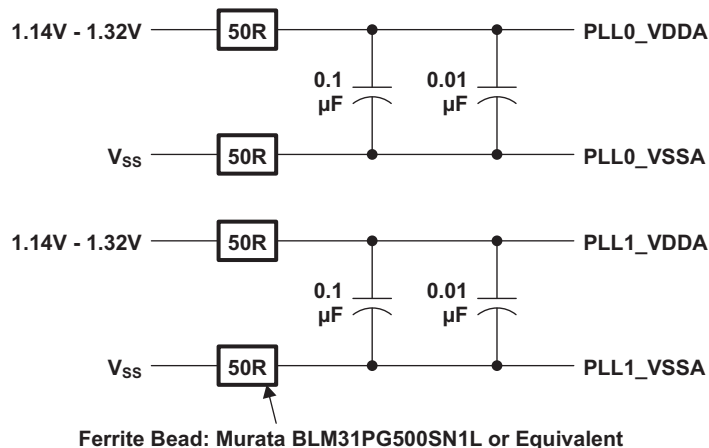 1.14V - 1.32V 50R PLL0_VDDA
0.1 µF 0.01 µF
VSS 50R PLL0_VSSA
1.14V - 1.32V 50R PLL1_VDDA
0.1 µF 0.01 µF
VSS 50R PLL1_VSSA
Ferrite Bead: Murata BLM31PG500SN1L or Equivalent